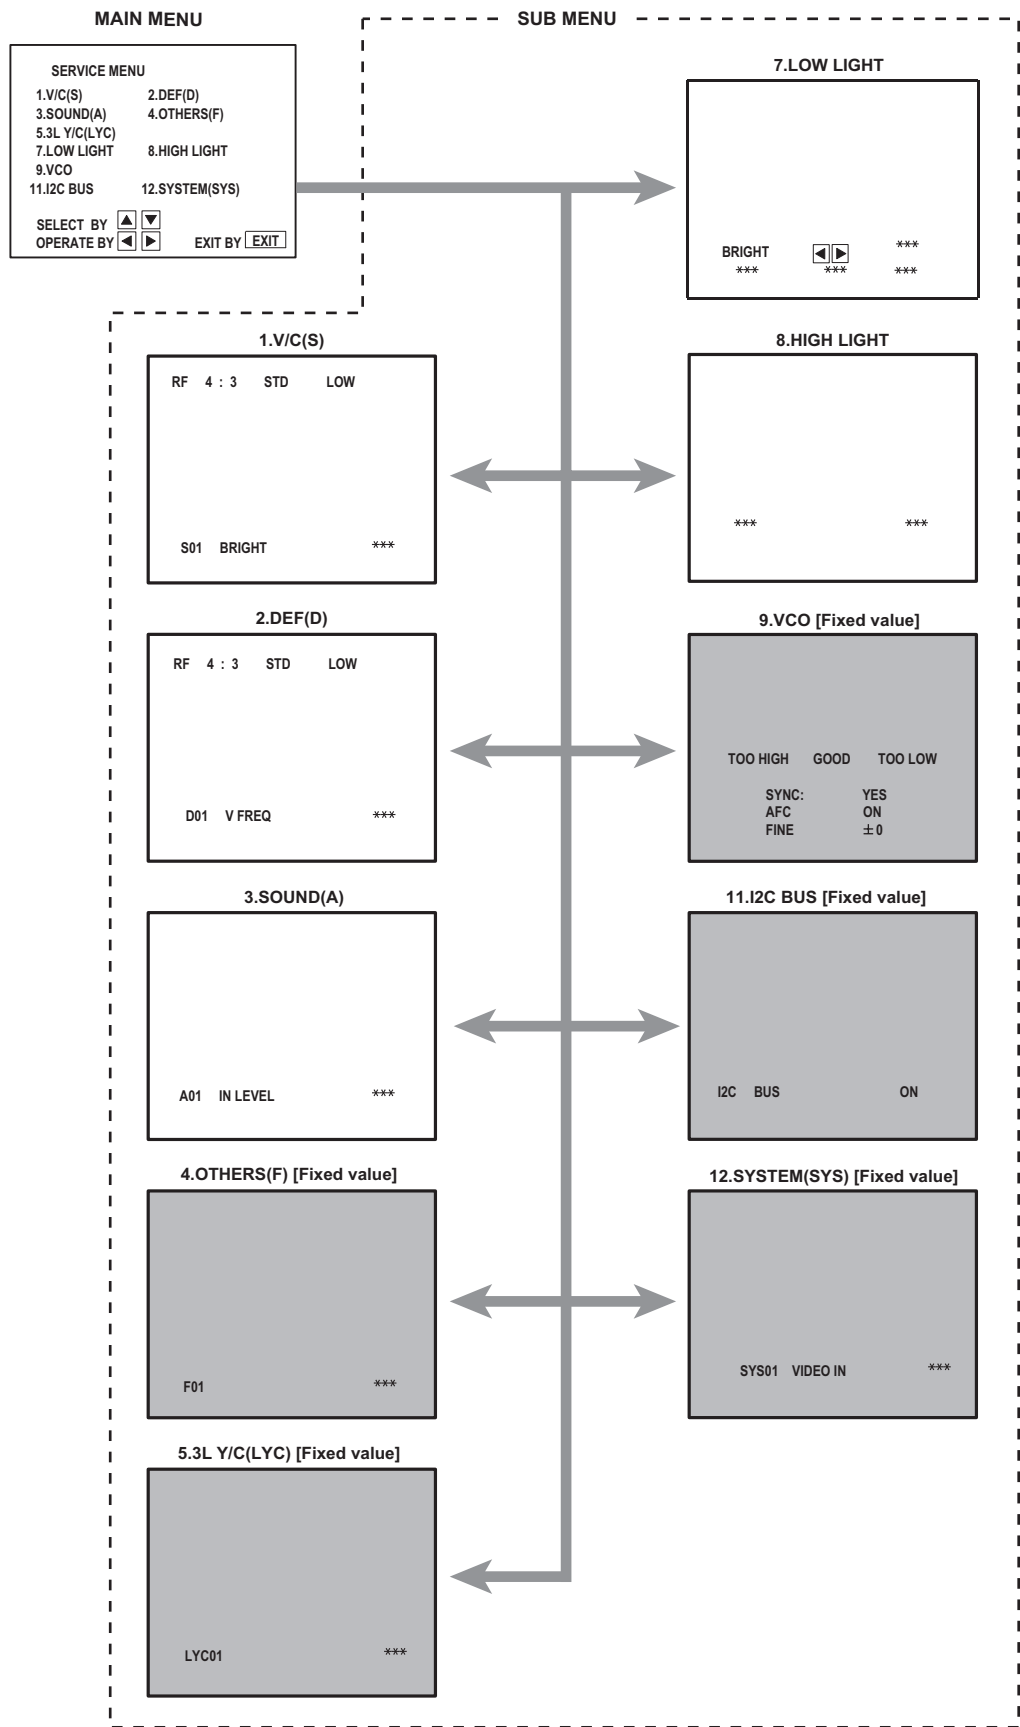 MAIN MENU
SUB MENU
SERVICE MENU
1.V/C(S) 2.DEF(D)
3.SOUND(A) 4.OTHERS(F)
5.3L Y/C(LYC)
7.LOW LIGHT 8.HIGH LIGHT
9.VCO
11.I2C BUS 12.SYSTEM(SYS)
SELECT BY ▲ ▼
OPERATE BY ◀ ▶ EXIT BY EXIT
7.LOW LIGHT
BRIGHT ◀ ▶ ***
*** *** ***
1.V/C(S)
RF 4 : 3 STD LOW
S01 BRIGHT ***
8.HIGH LIGHT
*** ***
2.DEF(D)
RF 4 : 3 STD LOW
D01 V FREQ ***
9.VCO [Fixed value]
TOO HIGH GOOD TOO LOW
SYNC: YES
AFC ON
FINE ±0
3.SOUND(A)
A01 IN LEVEL ***
11.I2C BUS [Fixed value]
I2C BUS ON
4.OTHERS(F) [Fixed value]
F01 ***
12.SYSTEM(SYS) [Fixed value]
SYS01 VIDEO IN ***
5.3L Y/C(LYC) [Fixed value]
LYC01 ***